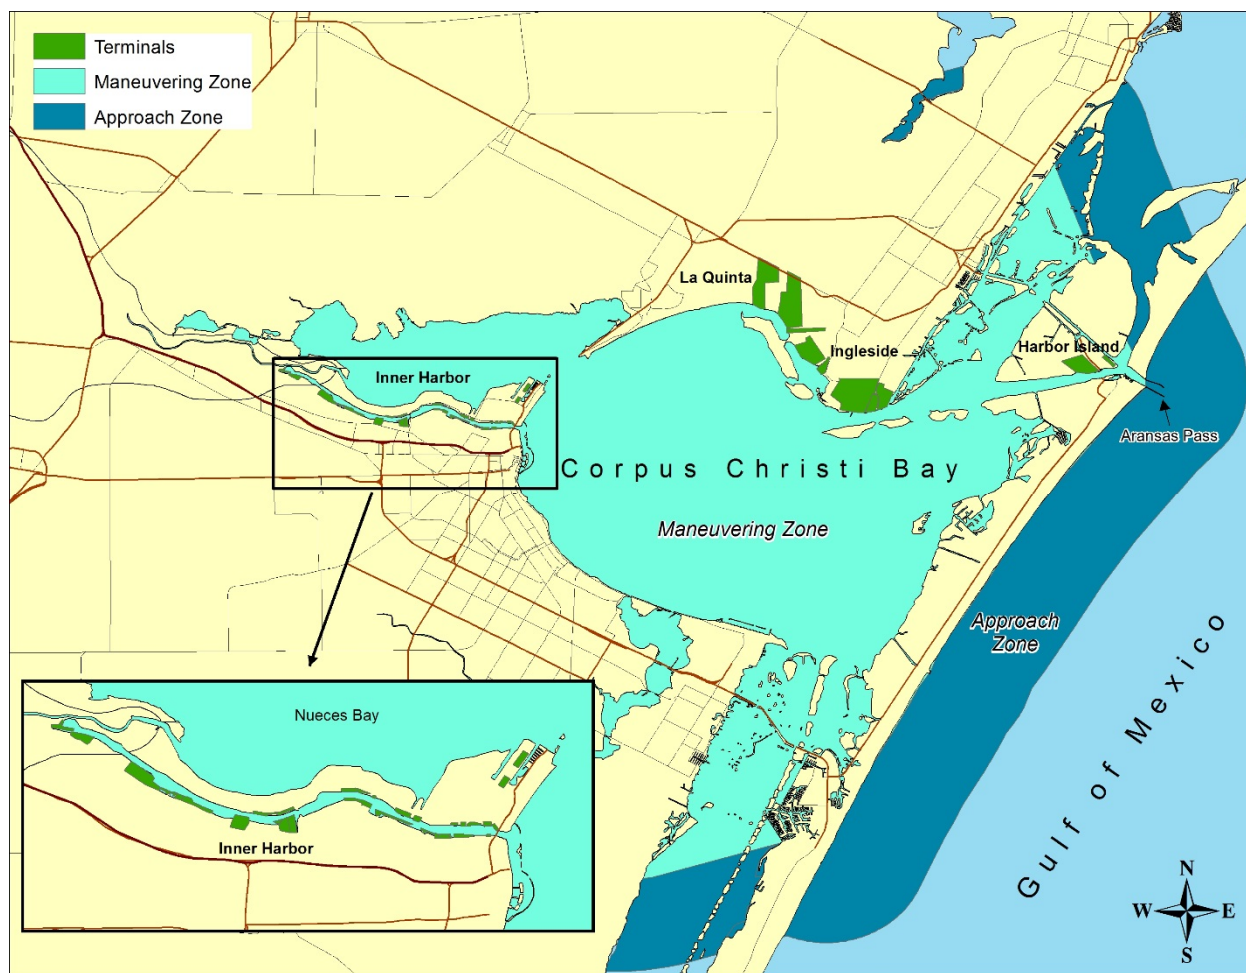 Terminals
Maneuvering Zone
Approach Zone
La Quinta
Ingleside
Harbor Island
Inner Harbor
Aransas Pass
Corpus Christi Bay
Maneuvering Zone
Approach
Zone
Gulf of Mexico
Nueces Bay
Inner Harbor
N
W
E
S